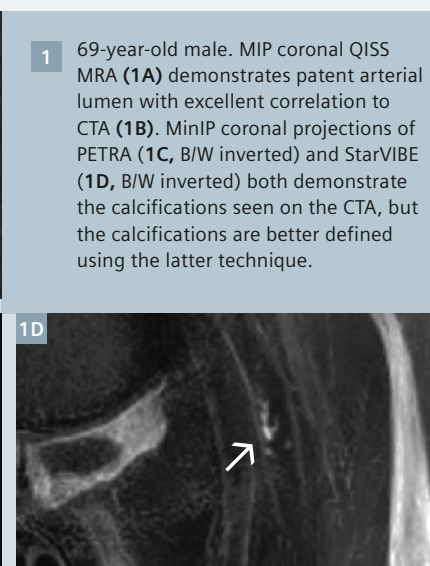 1
69-year-old male. MIP coronal QISS
MRA (1A) demonstrates patent arterial
lumen with excellent correlation to
CTA (1B). MinIP coronal projections of
PETRA (1C, B/W inverted) and StarVIBE
(1D, B/W inverted) both demonstrate
the calcifications seen on the CTA, but
the calcifications are better defined
using the latter technique.
1D